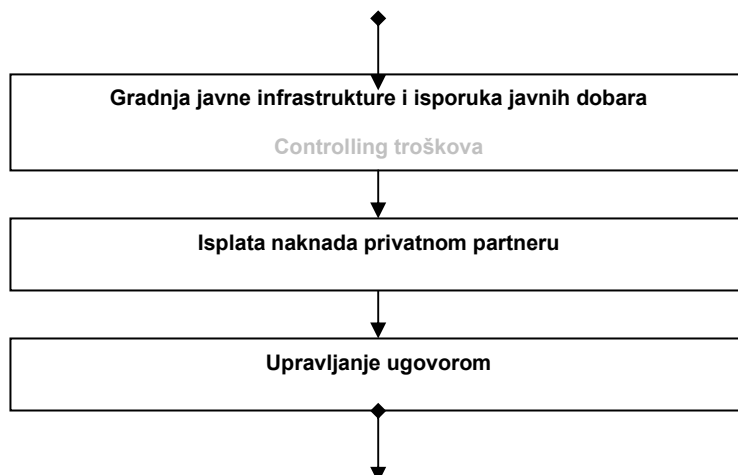 Gradnja javne infrastrukture i isporuka javnih dobara
Controlling troškova
Isplata naknada privatnom partneru
Upravljanje ugovorom